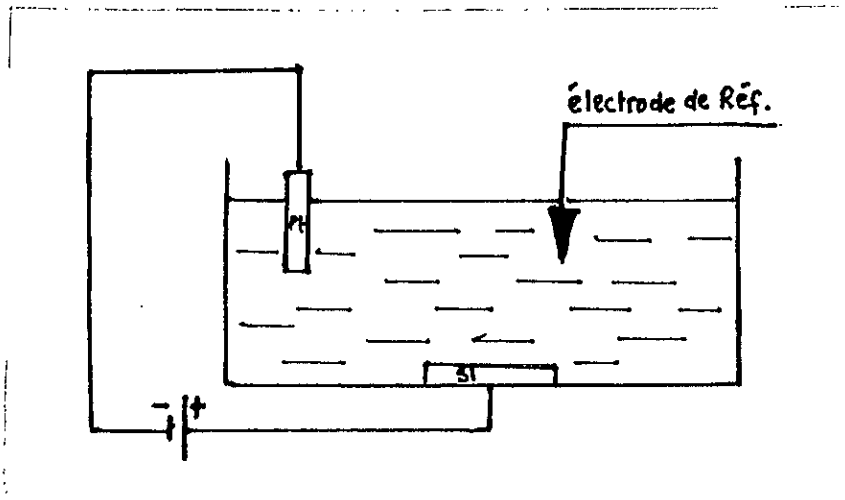 électrode de Réf.
Pt
Si
- +